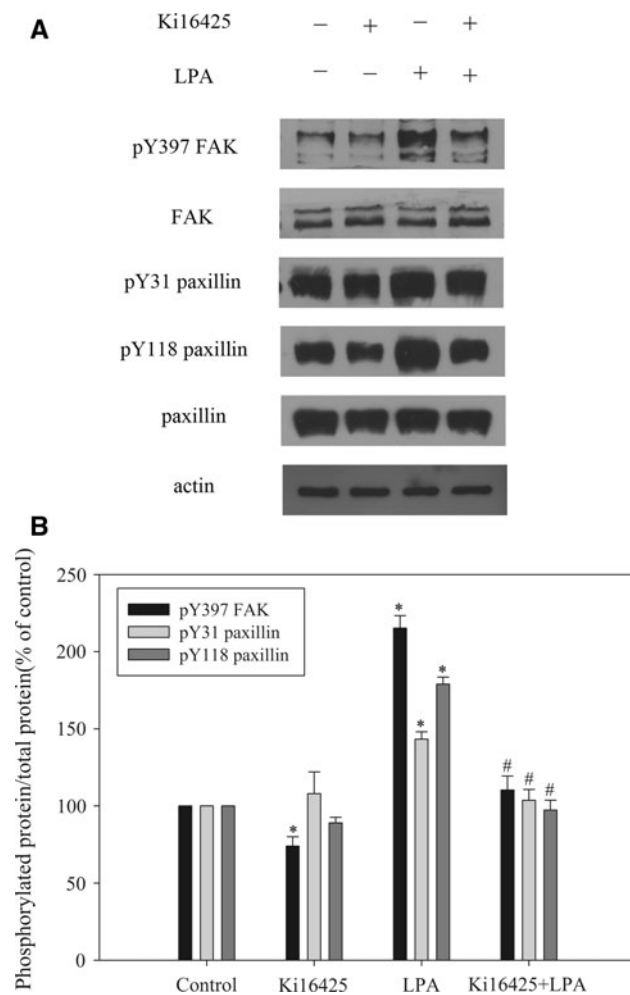 A
Ki16425 – + – +
LPA – – + +
pY397 FAK
FAK
pY31 paxillin
pY118 paxillin
paxillin
actin
B
Phosphorylated protein/total protein(% of control)
250
200
150
100
50
0
pY397 FAK
pY31 paxillin
pY118 paxillin
*
*
*
*
# # #
Control Ki16425 LPA Ki16425+LPA